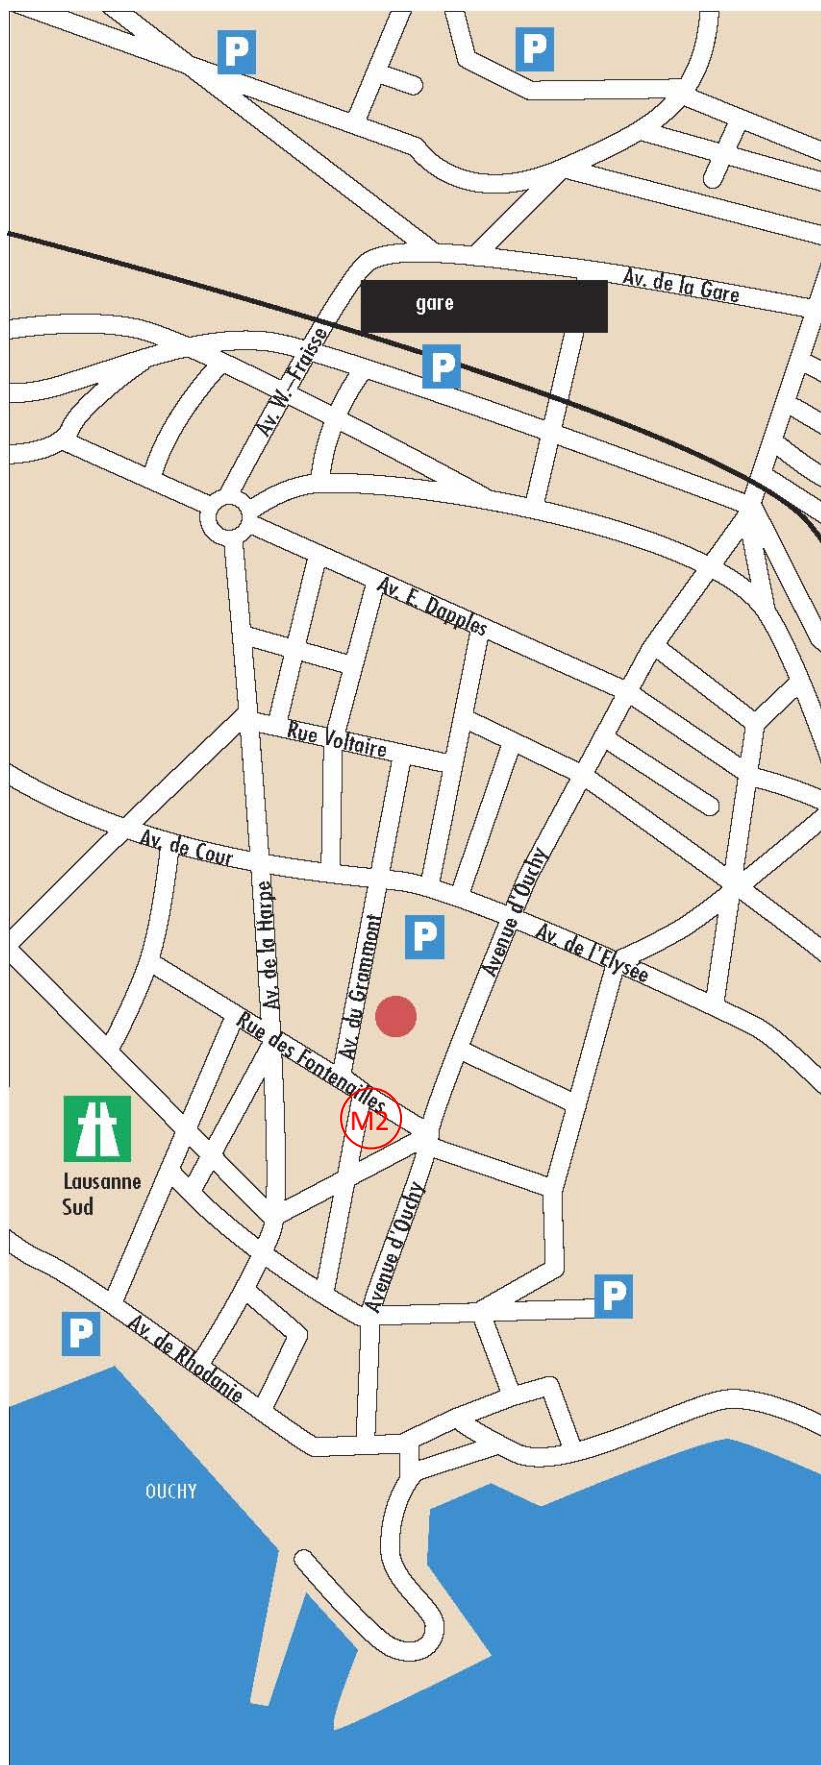 P
P
Av. de la Gare
gare
Av. W.-Fraisse
P
Av. E. Dapples
Rue Voltaire
Av. de Cour
Avenue d'Ouchy
Av. de la Harpe
Av. du Grammont
P
Av. de l'Elysée
Rue des Fontenailles
M2
Lausanne
Sud
Avenue d'Ouchy
P
P
Av. de Rhodanie
OUCHY